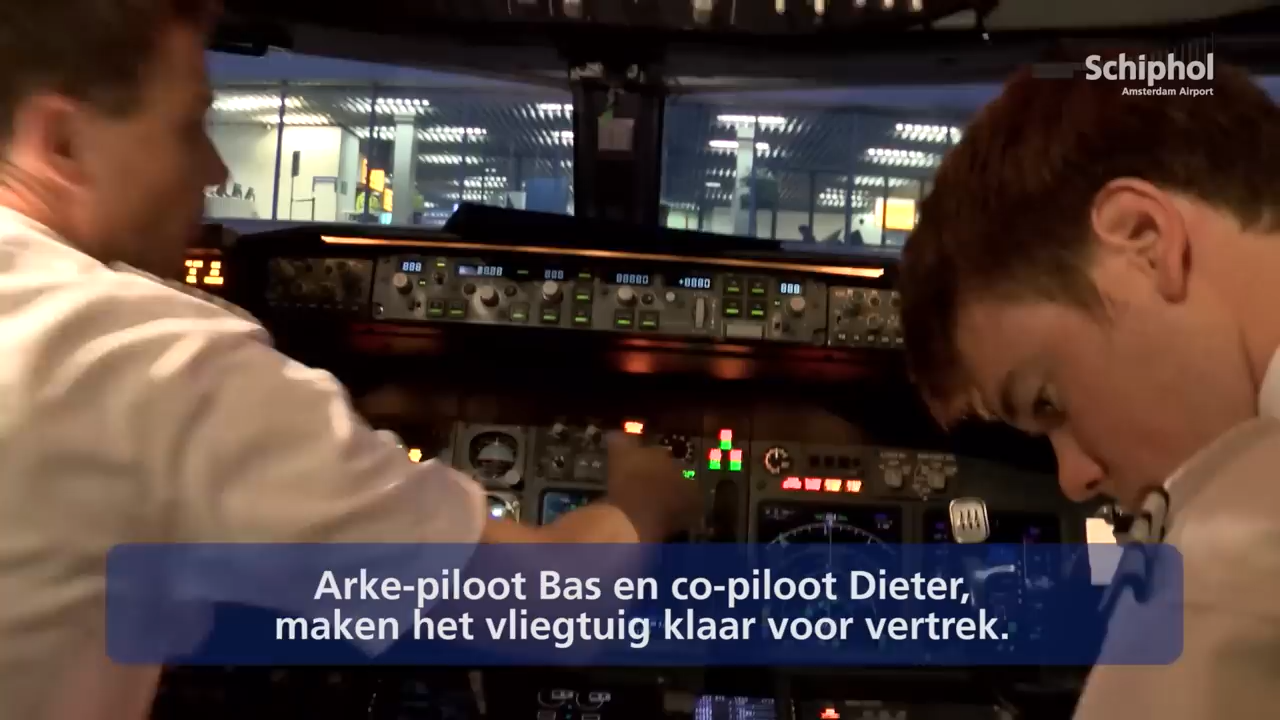 Schiphol
Amsterdam Airport
Arke-piloot Bas en co-piloot Dieter,
maken het vliegtuig klaar voor vertrek.